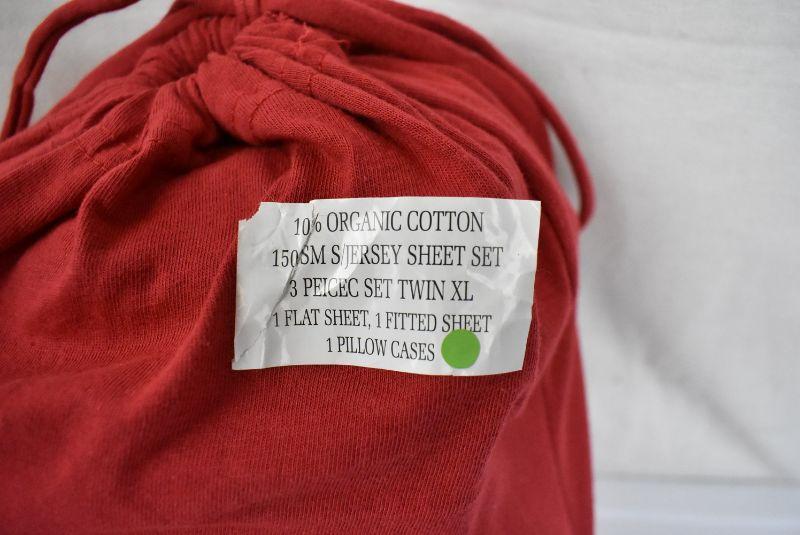 10% ORGANIC COTTON
150SM S/JERSEY SHEET SET
3 PEICEC SET TWIN XL
1 FLAT SHEET, 1 FITTED SHEET
1 PILLOW CASES